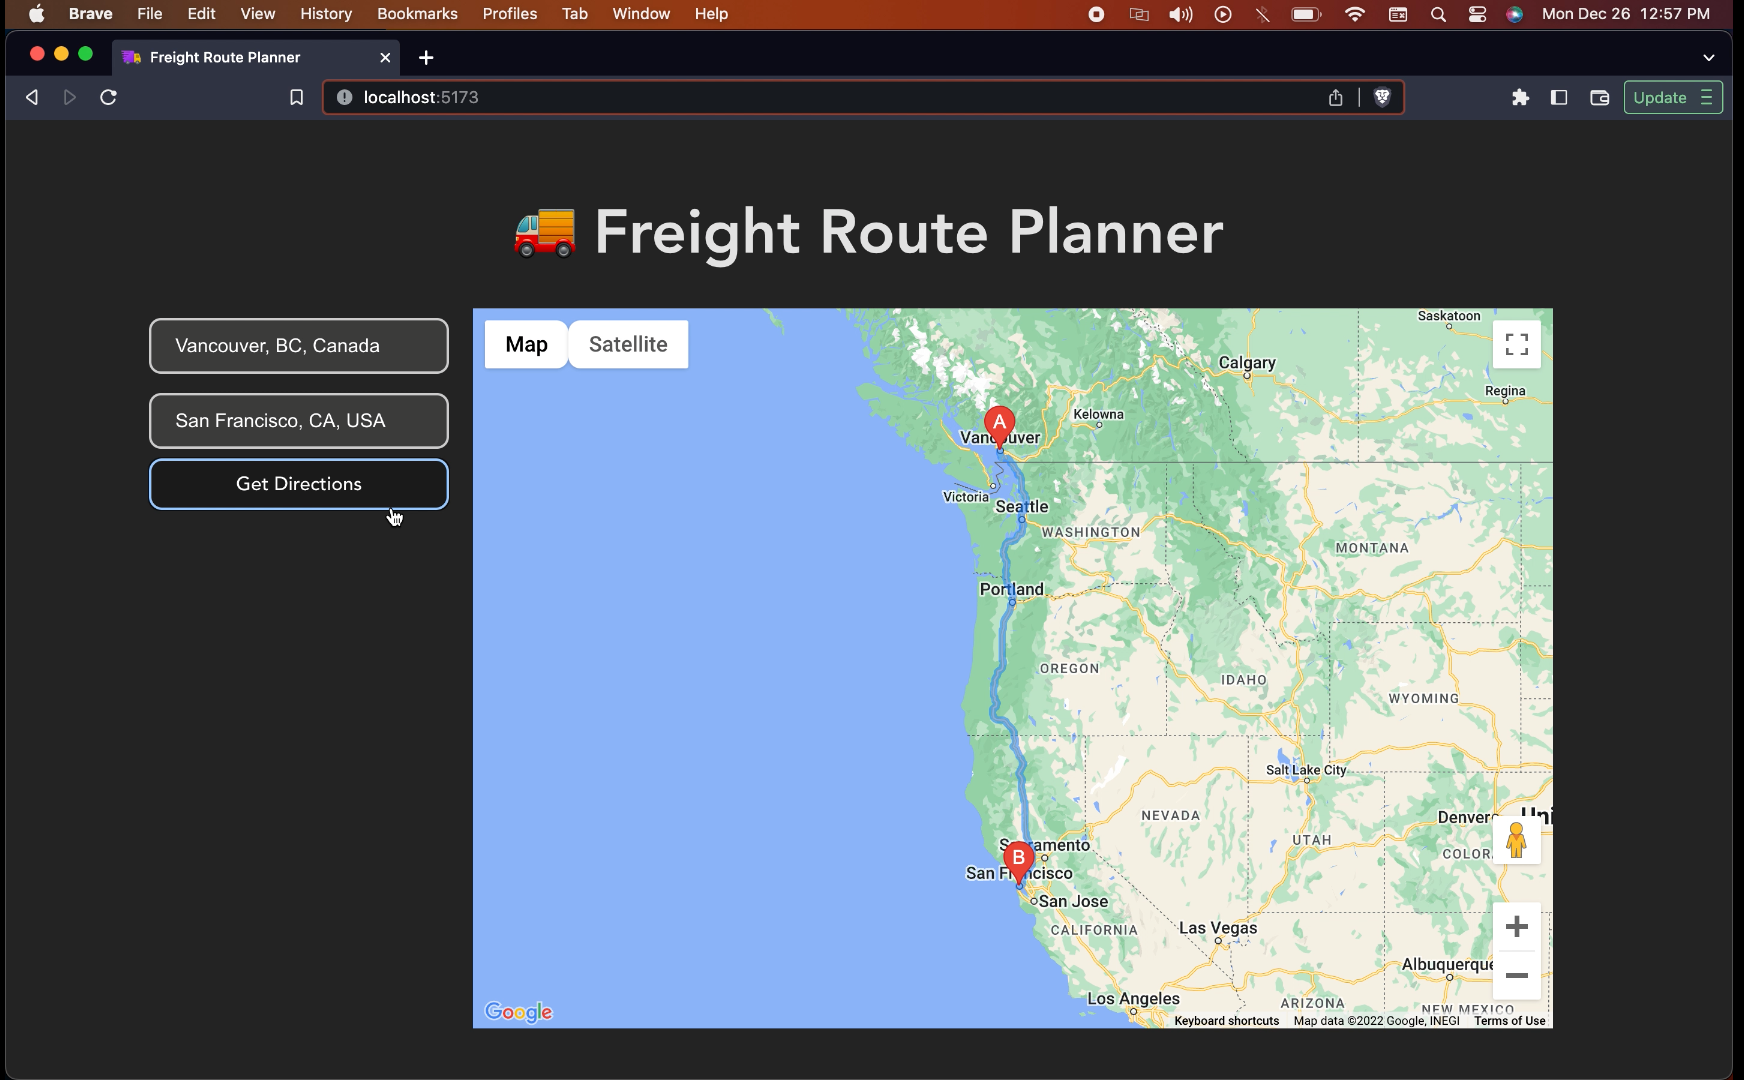 Brave File Edit View History Bookmarks Profiles Tab Window Help Mon Dec 26 12:57 PM
Freight Route Planner
localhost:5173
Update
Freight Route Planner
Vancouver, BC, Canada
San Francisco, CA, USA
Get Directions
Map Satellite
Saskatoon
Calgary
Regina
Kelowna
A
Vancouver
Victoria
Seattle
WASHINGTON
MONTANA
Portland
OREGON
IDAHO
WYOMING
Salt Lake City
NEVADA
Denver
Uni
UTAH
COLOR
Sacramento
B
San Francisco
San Jose
CALIFORNIA
Las Vegas
Albuquerque
Los Angeles
ARIZONA
NEW MEXICO
Google
Keyboard shortcuts Map data ©2022 Google, INEGI Terms of Use